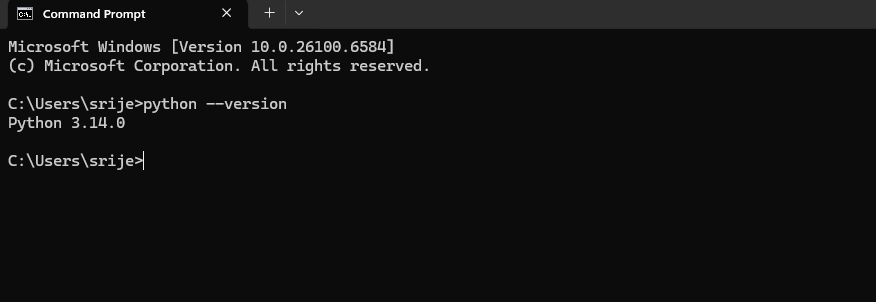 Command Prompt
Microsoft Windows [Version 10.0.26100.6584]
(c) Microsoft Corporation. All rights reserved.
C:\Users\srije>python --version
Python 3.14.0
C:\Users\srije>